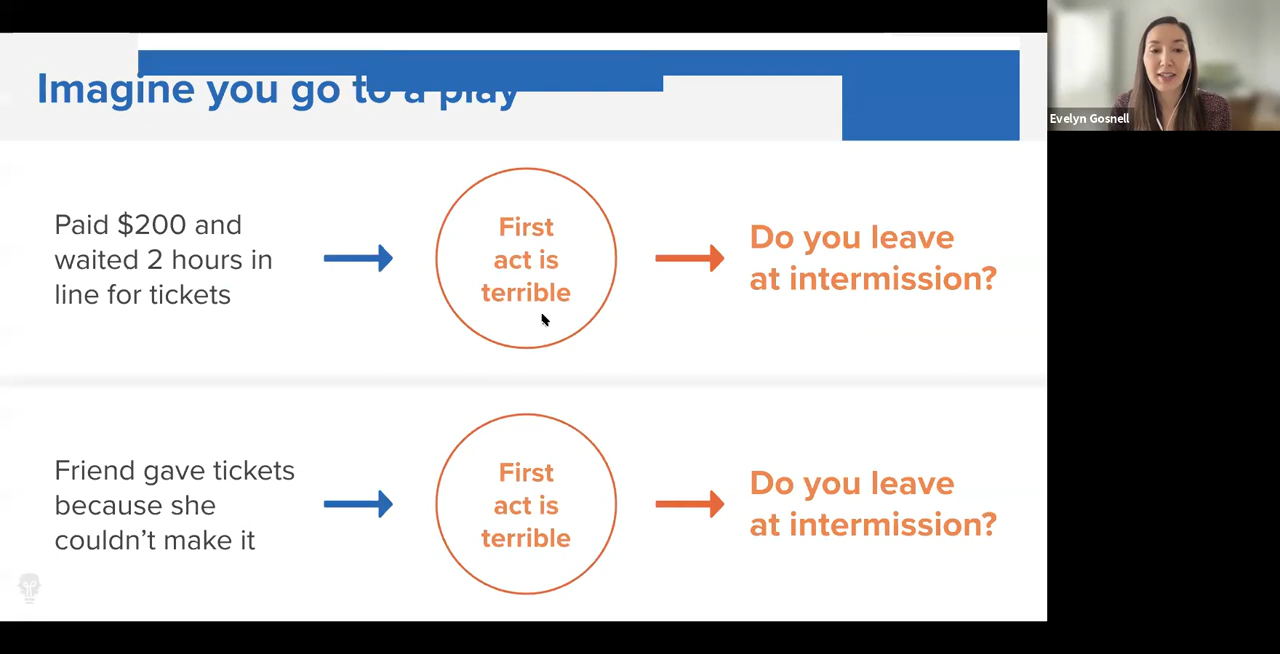 Imagine you go to a play
Evelyn Gosnell
Paid $200 and
waited 2 hours in
line for tickets
First
act is
terrible
Do you leave
at intermission?
Friend gave tickets
because she
couldn’t make it
First
act is
terrible
Do you leave
at intermission?